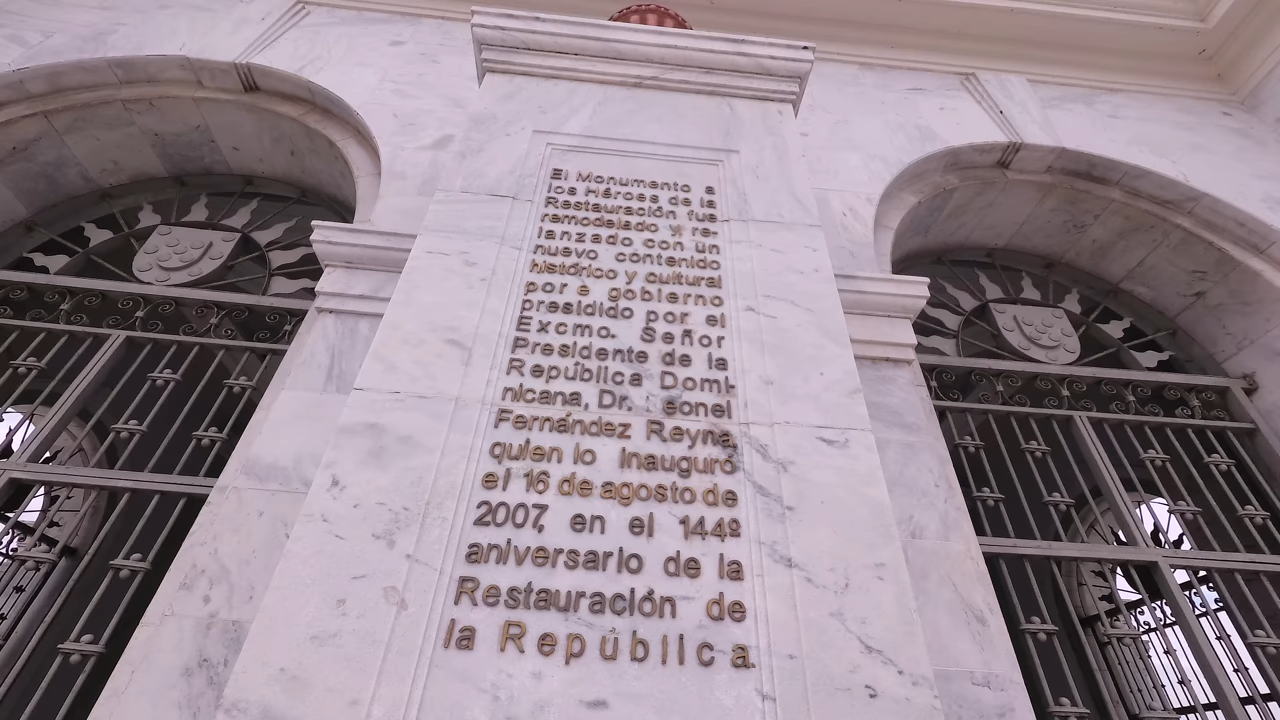 El Monumento a
los Héroes de la
Restauración fue
remodelado y re-
lanzado con un
nuevo contenido
histórico y cultural
por e gobierno
presidido por el
Excmo. Señor
Presidente de la
República Domi-
nicana, Dr. eonel
Fernández Reyna,
quien lo inauguró
el 16 de agosto de
2007, en el 144º
aniversario de la
Restauración de
la República.